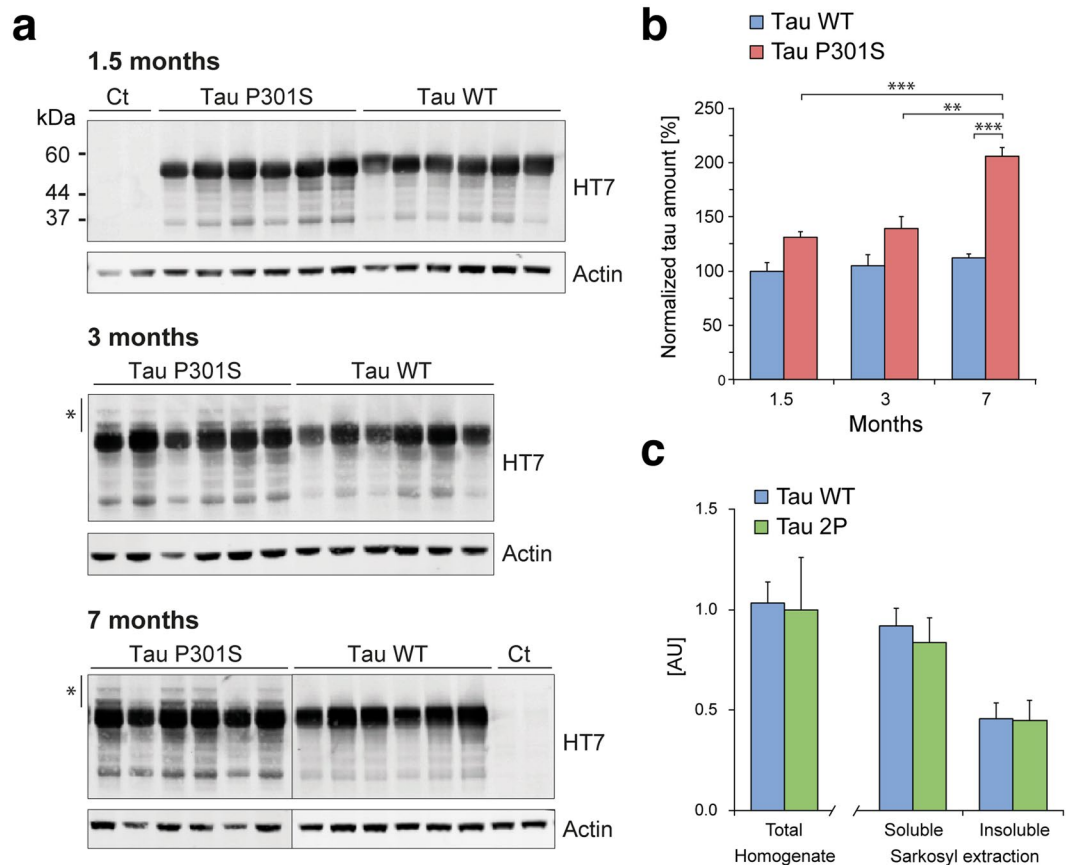 a
1.5 months
Ct Tau P301S Tau WT
kDa
60
44
37
HT7
Actin
3 months
Tau P301S Tau WT
*
HT7
Actin
7 months
Tau P301S Tau WT Ct
*
HT7
Actin
b
Tau WT
Tau P301S
***
**
***
Normalized tau amount [%]
250
200
150
100
50
0
1.5 3 7
Months
c
Tau WT
Tau 2P
[AU]
1.5
1.0
0.5
0.0
Total Soluble Insoluble
Homogenate Sarkosyl extraction